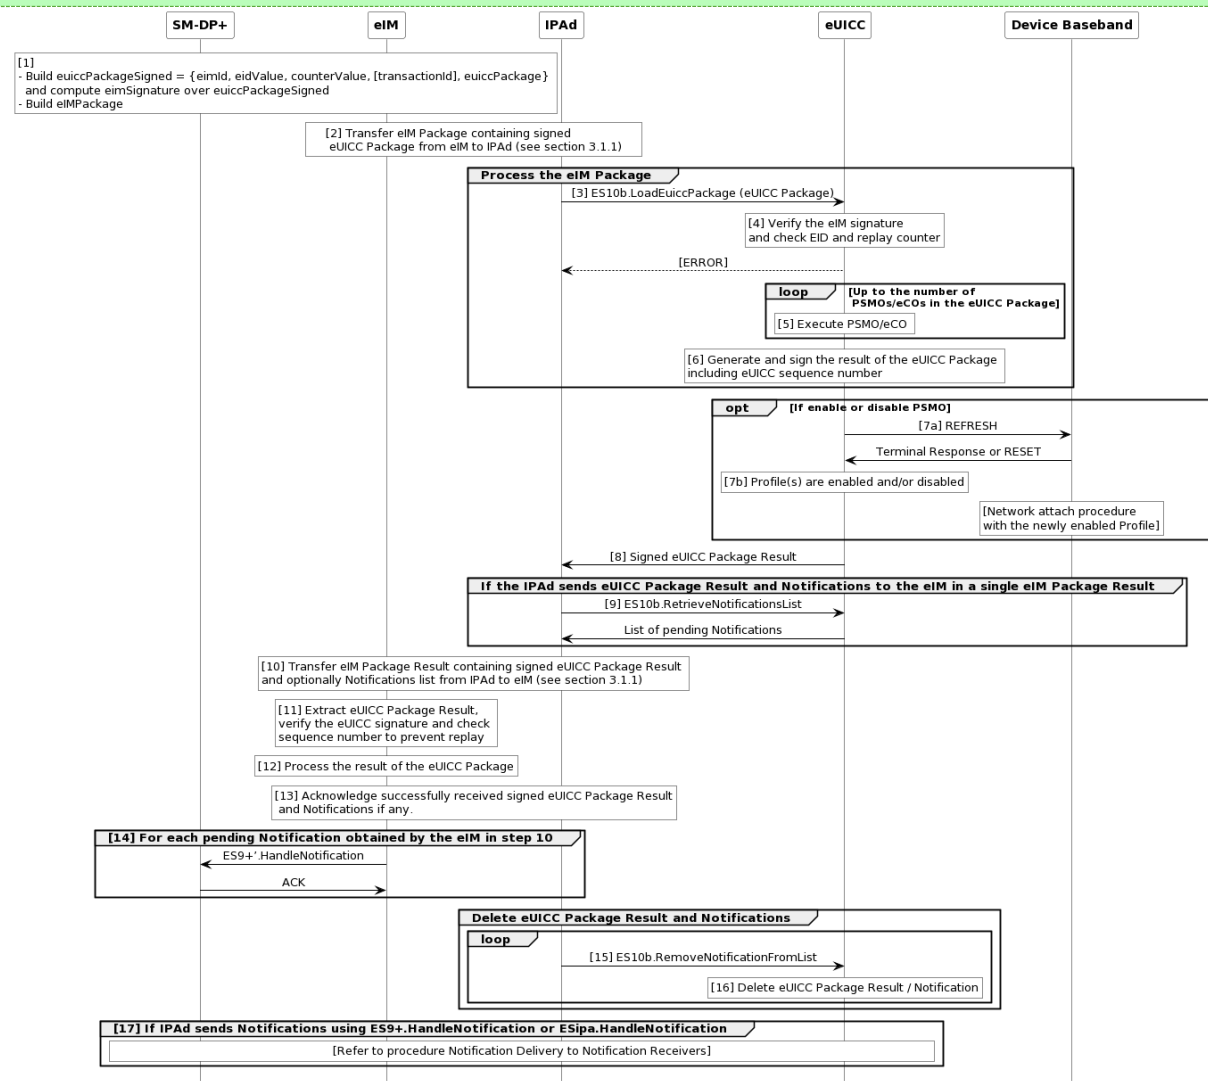 SM-DP+
eIM
IPAd
eUICC
Device Baseband
[1]
- Build euiccPackageSigned = {eimId, eidValue, counterValue, [transactionId], euiccPackage}
and compute eimSignature over euiccPackageSigned
- Build eIMPackage
[2] Transfer eIM Package containing signed
eUICC Package from eIM to IPAd (see section 3.1.1)
Process the eIM Package
[3] ES10b.LoadEuiccPackage (eUICC Package)
[4] Verify the eIM signature
and check EID and replay counter
[ERROR]
loop
[Up to the number of
PSMOs/eCOs in the eUICC Package]
[5] Execute PSMO/eCO
[6] Generate and sign the result of the eUICC Package
including eUICC sequence number
opt
[If enable or disable PSMO]
[7a] REFRESH
Terminal Response or RESET
[7b] Profile(s) are enabled and/or disabled
[Network attach procedure
with the newly enabled Profile]
[8] Signed eUICC Package Result
If the IPAd sends eUICC Package Result and Notifications to the eIM in a single eIM Package Result
[9] ES10b.RetrieveNotificationsList
List of pending Notifications
[10] Transfer eIM Package Result containing signed eUICC Package Result
and optionally Notifications list from IPAd to eIM (see section 3.1.1)
[11] Extract eUICC Package Result,
verify the eUICC signature and check
sequence number to prevent replay
[12] Process the result of the eUICC Package
[13] Acknowledge successfully received signed eUICC Package Result
and Notifications if any.
[14] For each pending Notification obtained by the eIM in step 10
ES9+’.HandleNotification
ACK
Delete eUICC Package Result and Notifications
loop
[15] ES10b.RemoveNotificationFromList
[16] Delete eUICC Package Result / Notification
[17] If IPAd sends Notifications using ES9+.HandleNotification or ESipa.HandleNotification
[Refer to procedure Notification Delivery to Notification Receivers]